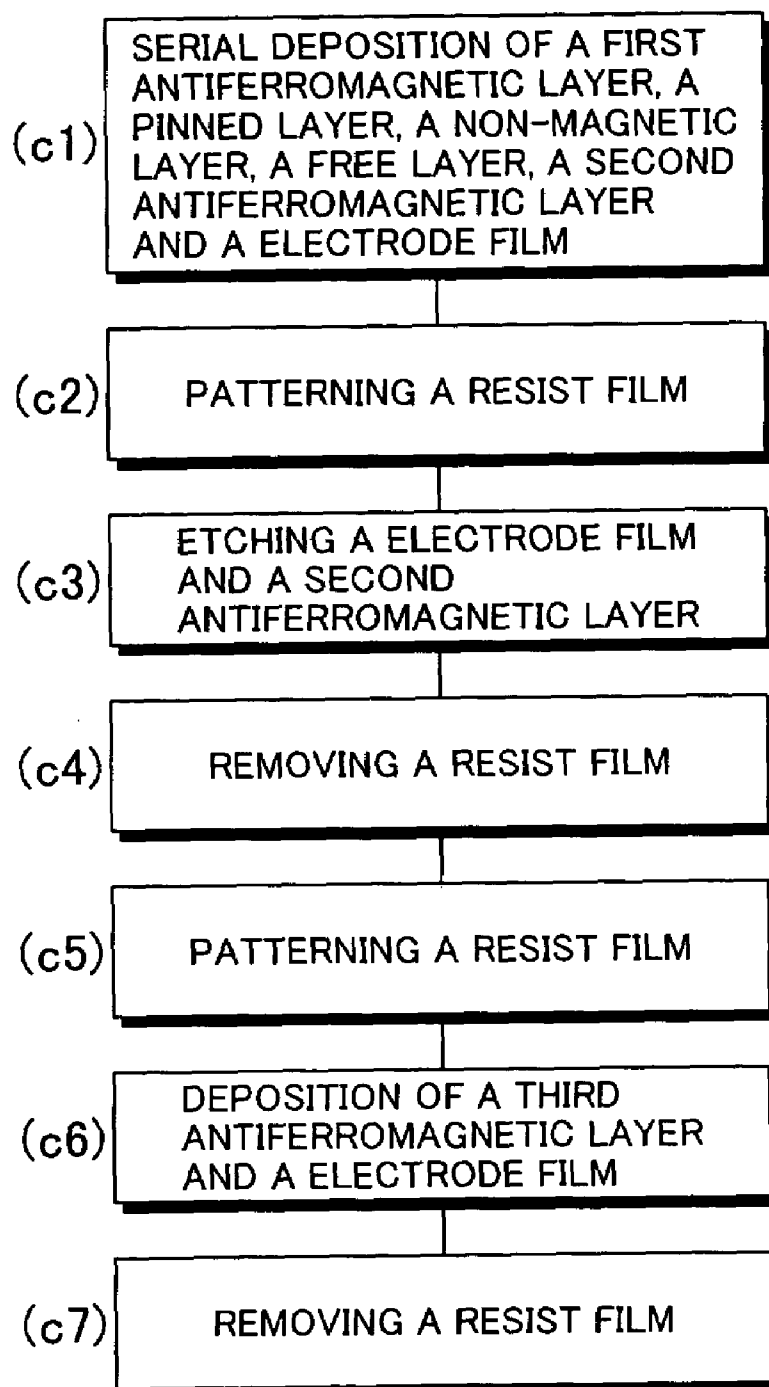 (c1)
SERIAL DEPOSITION OF A FIRST
ANTIFERROMAGNETIC LAYER, A
PINNED LAYER, A NON-MAGNETIC
LAYER, A FREE LAYER, A SECOND
ANTIFERROMAGNETIC LAYER
AND A ELECTRODE FILM
(c2)
PATTERNING A RESIST FILM
(c3)
ETCHING A ELECTRODE FILM
AND A SECOND
ANTIFERROMAGNETIC LAYER
(c4)
REMOVING A RESIST FILM
(c5)
PATTERNING A RESIST FILM
(c6)
DEPOSITION OF A THIRD
ANTIFERROMAGNETIC LAYER
AND A ELECTRODE FILM
(c7)
REMOVING A RESIST FILM